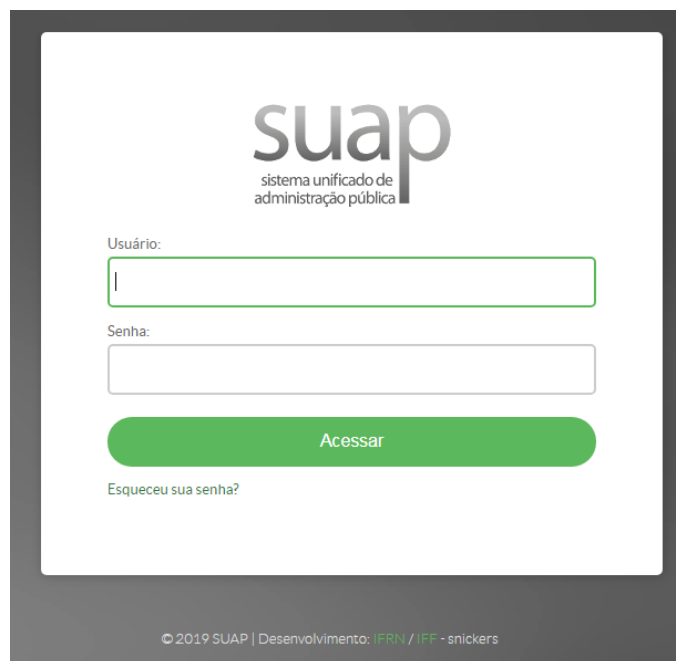 suap
sistema unificado de
administração pública
Usuário:
Senha:
Acessar
Esqueceu sua senha?
© 2019 SUAP | Desenvolvimento: IFRN / IFF - snickers